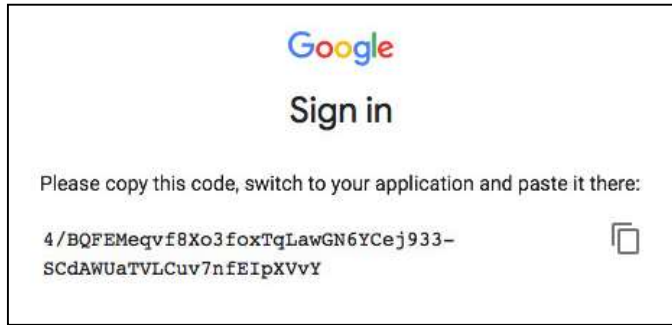 Google
Sign in
Please copy this code, switch to your application and paste it there:
4/BQFEMeqvf8Xo3foxTqLawGN6YCej933-
SCdAWUaTVLCuv7nfEIpXVvY